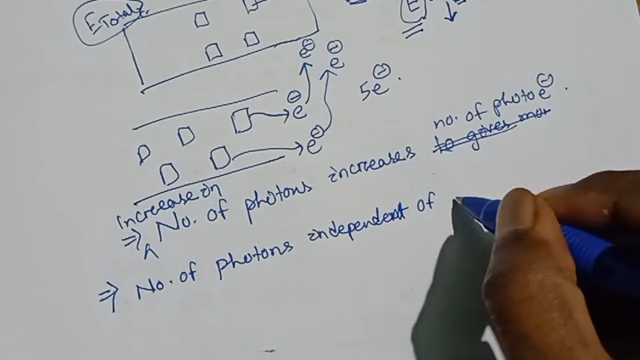 E Total
E
e⊖ e⊖
e⊖ 5e⊖.
e⊖
no. of photo e⊖.
increase in
⇒ No. of photons increases to gives more
⇒ No. of photons independent of